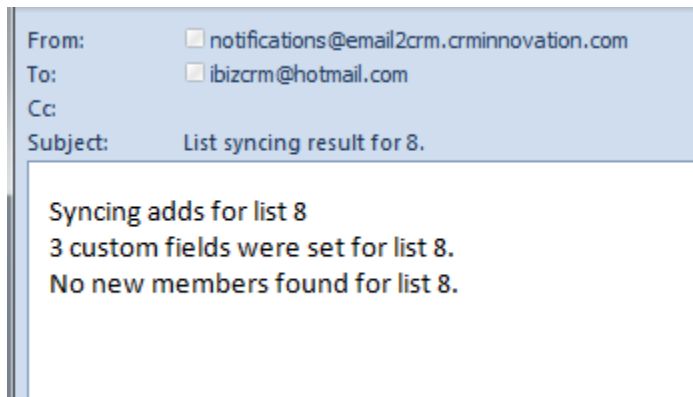 From: notifications@email2crm.crminnovation.com
To: ibizcrm@hotmail.com
Cc:
Subject: List syncing result for 8.
Syncing adds for list 8
3 custom fields were set for list 8.
No new members found for list 8.